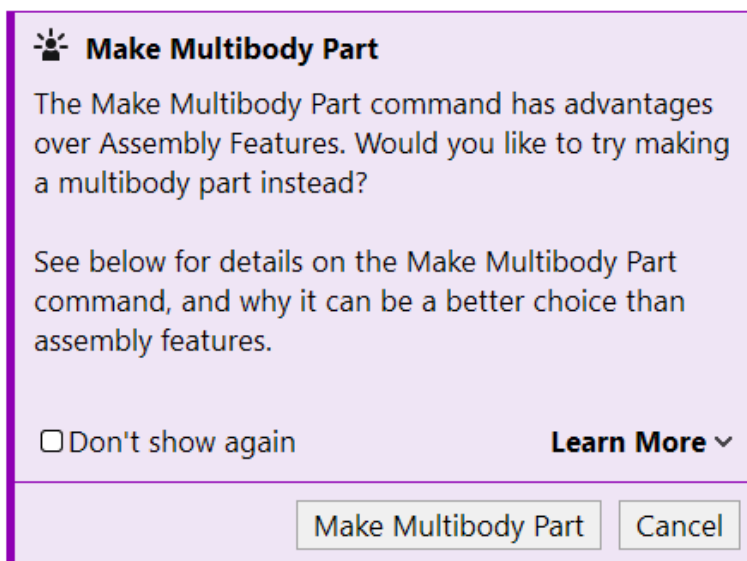 Make Multibody Part
The Make Multibody Part command has advantages
over Assembly Features. Would you like to try making
a multibody part instead?
See below for details on the Make Multibody Part
command, and why it can be a better choice than
assembly features.
Don't show again Learn More
Make Multibody Part Cancel